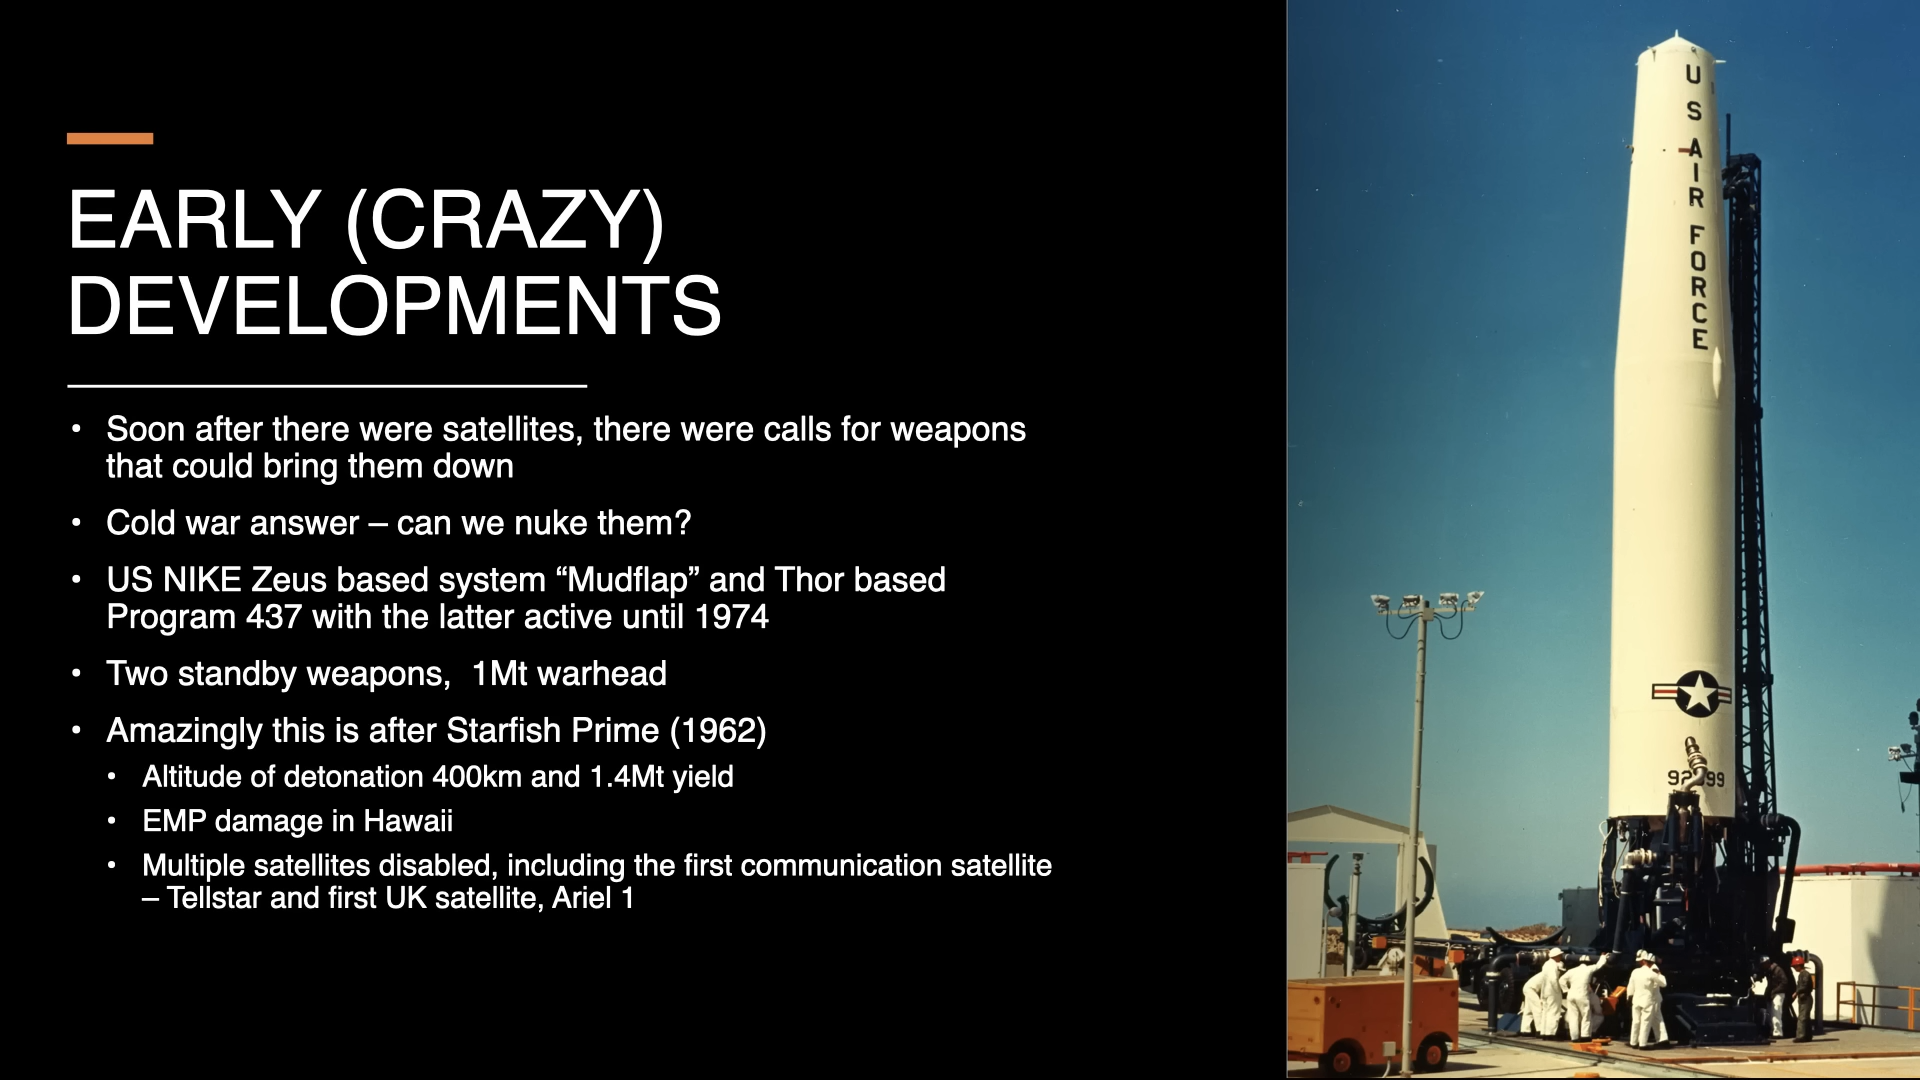 EARLY (CRAZY)
DEVELOPMENTS
• Soon after there were satellites, there were calls for weapons
that could bring them down
• Cold war answer – can we nuke them?
• US NIKE Zeus based system “Mudflap” and Thor based
Program 437 with the latter active until 1974
• Two standby weapons,  1Mt warhead
• Amazingly this is after Starfish Prime (1962)
• Altitude of detonation 400km and 1.4Mt yield
• EMP damage in Hawaii
• Multiple satellites disabled, including the first communication satellite
– Tellstar and first UK satellite, Ariel 1
U S AIR FORCE